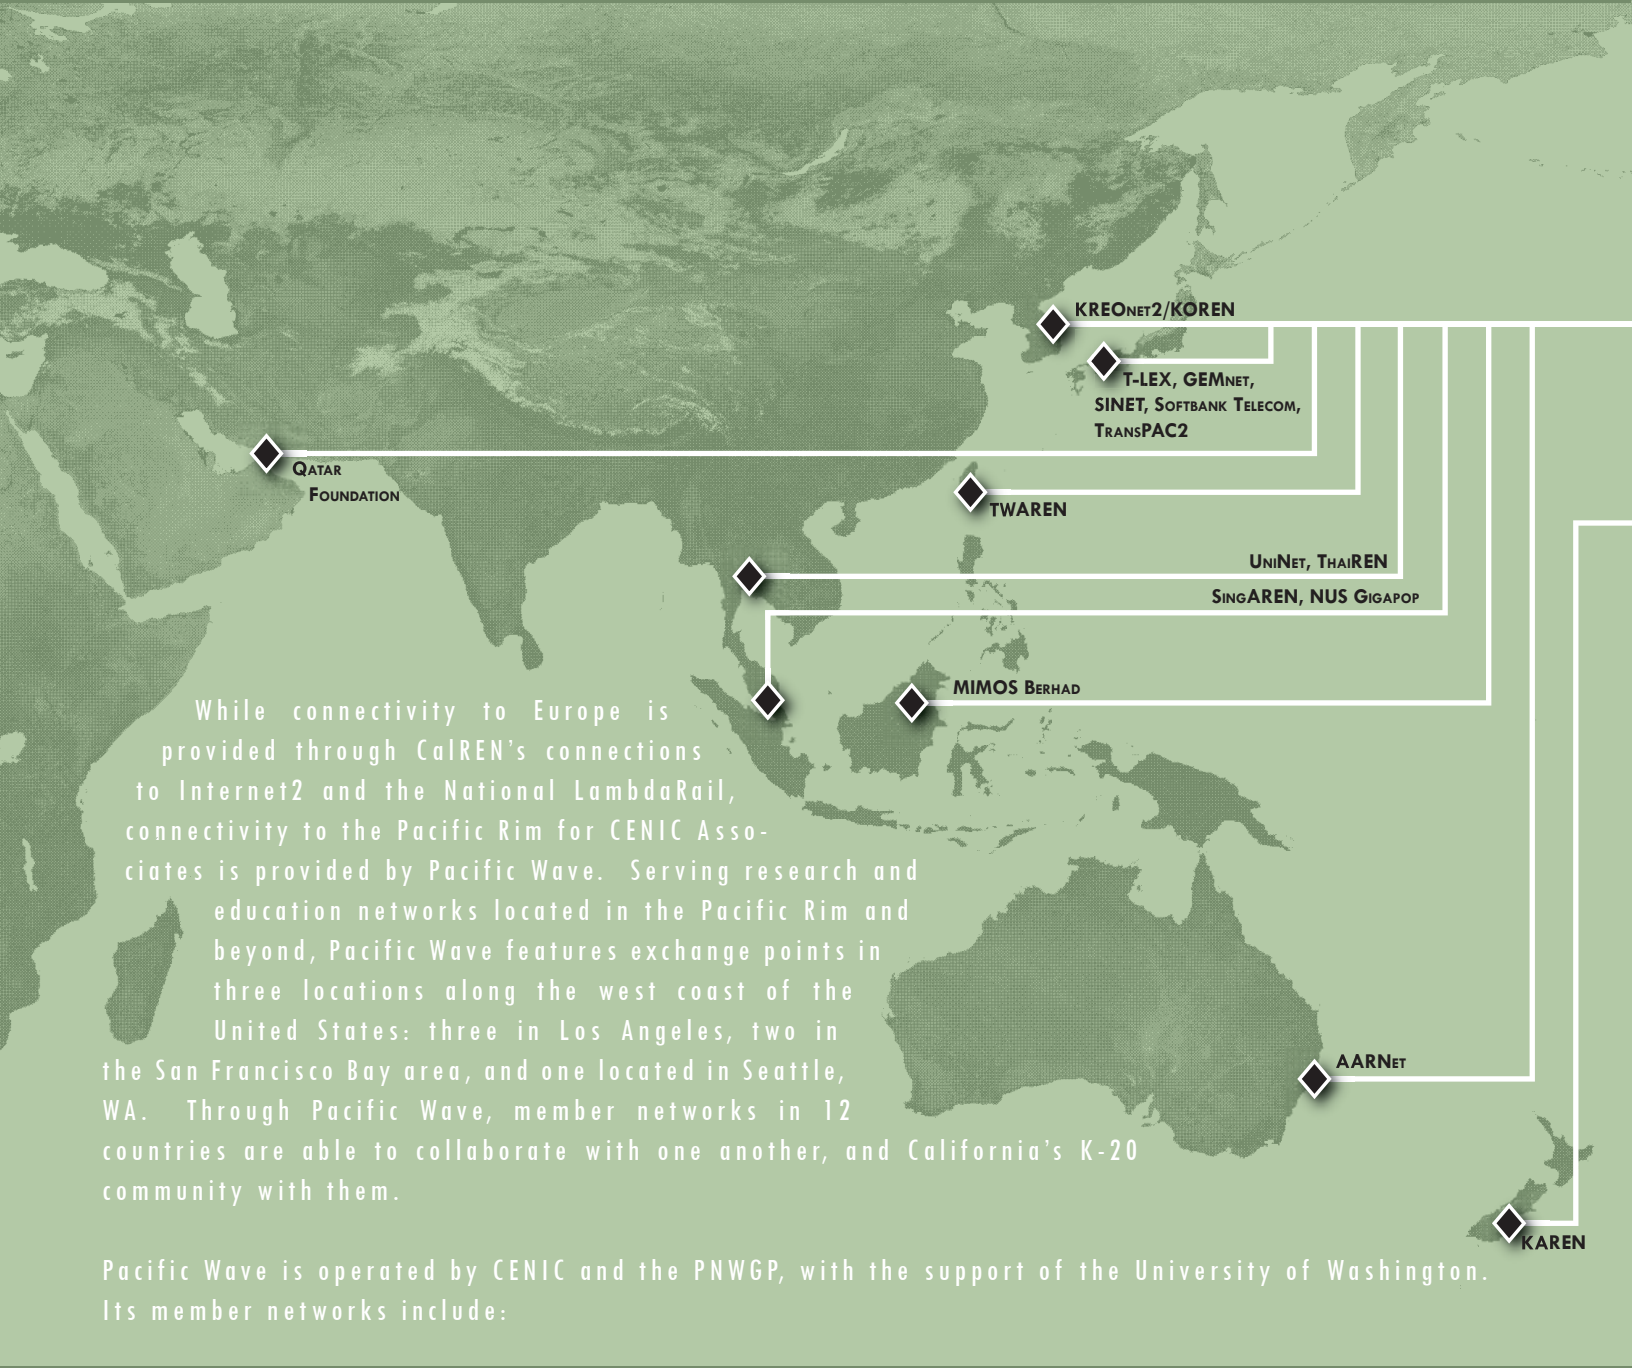 KREONET2/KOREN
T-LEX, GEMNET,
SINET, SOFTBANK TELECOM,
TRANSPAC2
QATAR
FOUNDATION
TWAREN
UNINET, THAIREN
SINGAREN, NUS GIGAPOP
MIMOS BERHAD
While connectivity to Europe is
provided through CalREN’s connections
to Internet2 and the National LambdaRail,
connectivity to the Pacific Rim for CENIC Asso-
ciates is provided by Pacific Wave. Serving research and
education networks located in the Pacific Rim and
beyond, Pacific Wave features exchange points in
three locations along the west coast of the
United States: three in Los Angeles, two in
the San Francisco Bay area, and one located in Seattle,
WA. Through Pacific Wave, member networks in 12
countries are able to collaborate with one another, and California’s K-20
community with them.
AARNET
KAREN
Pacific Wave is operated by CENIC and the PNWGP, with the support of the University of Washington.
Its member networks include: